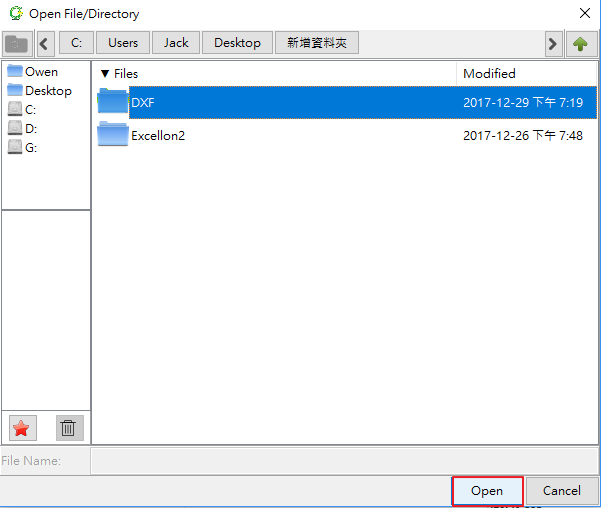 Open File/Directory
C: Users Jack Desktop 新增資料夾
Owen
Desktop
C:
D:
G:
▼ Files Modified
DXF 2017-12-29 下午 7:19
Excellon2 2017-12-26 下午 7:48
File Name:
Open Cancel